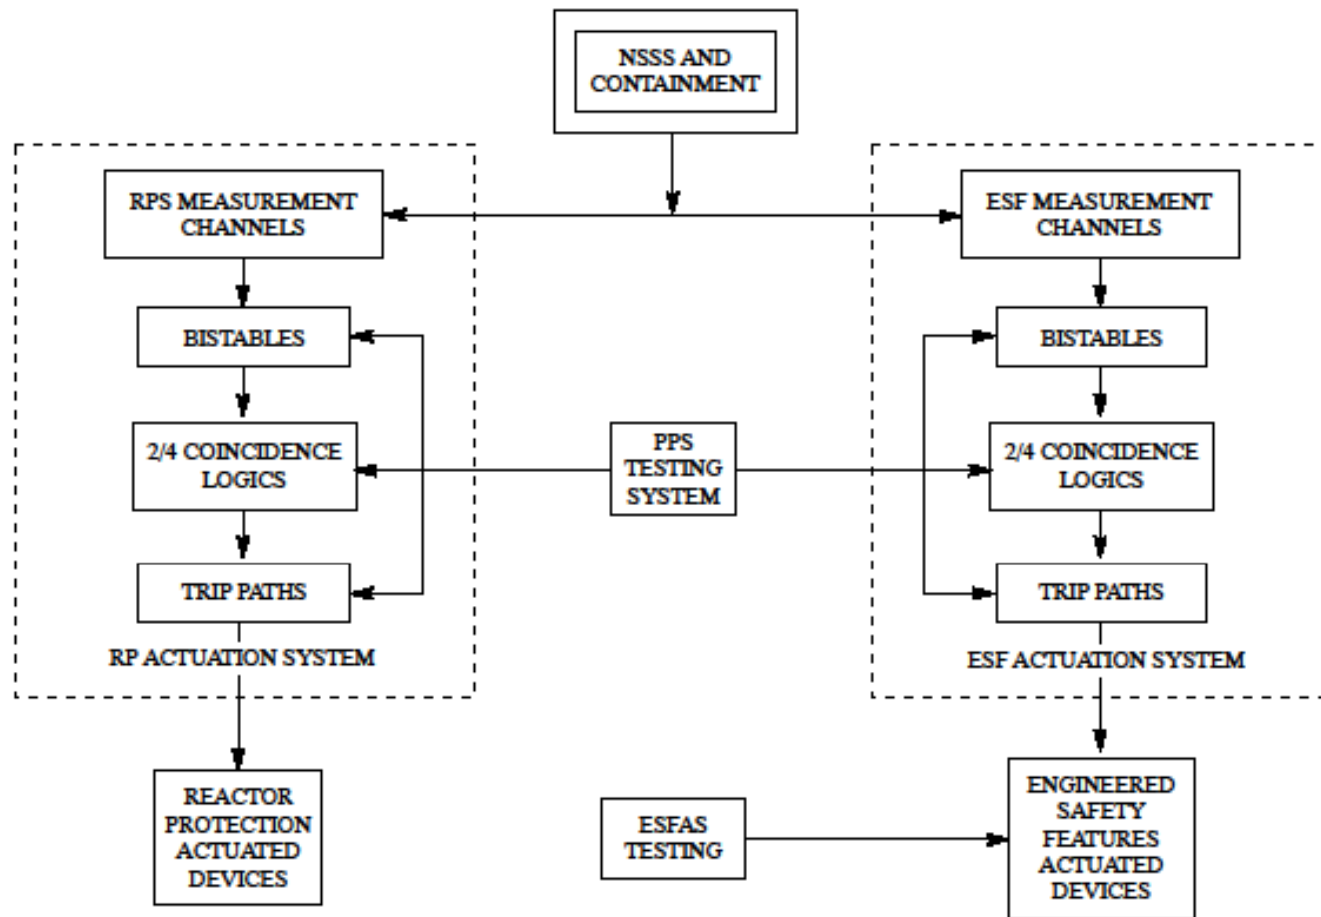 NSSS AND
CONTAINMENT
RPS MEASUREMENT
CHANNELS
BISTABLES
2/4 COINCIDENCE
LOGICS
TRIP PATHS
RP ACTUATION SYSTEM
REACTOR
PROTECTION
ACTUATED
DEVICES
PPS
TESTING
SYSTEM
ESFAS
TESTING
ESF MEASUREMENT
CHANNELS
BISTABLES
2/4 COINCIDENCE
LOGICS
TRIP PATHS
ESF ACTUATION SYSTEM
ENGINEERED
SAFETY
FEATURES
ACTUATED
DEVICES